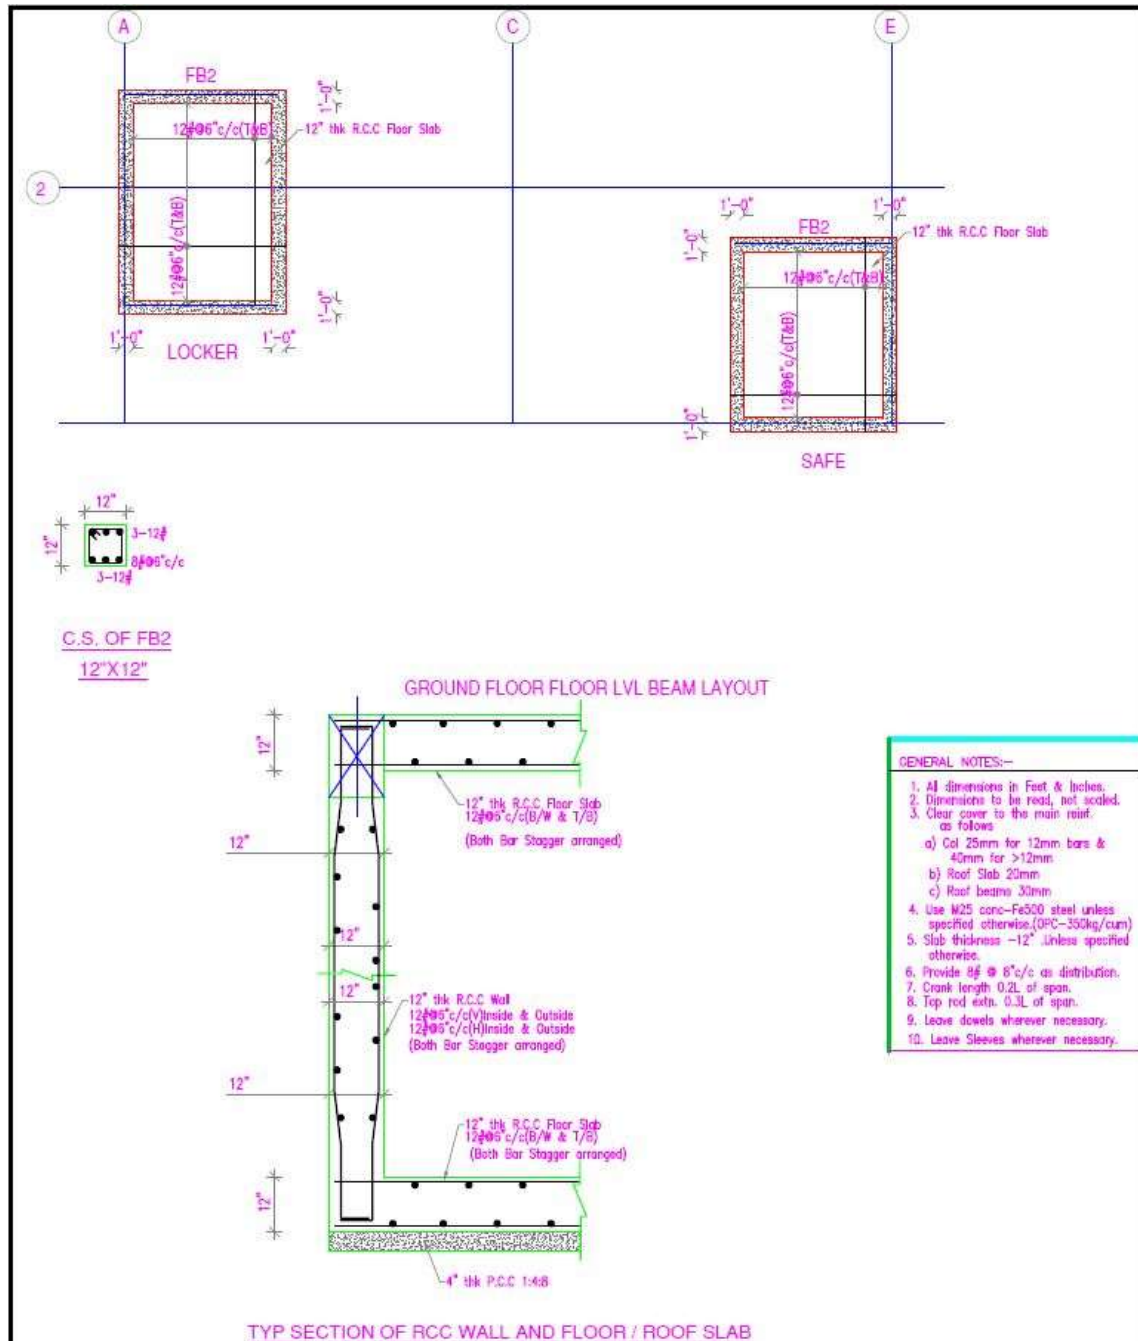 A
C
E
FB2
1'-0"
12⌀@6"c/c(T&B)
12" thk R.C.C Floor Slab
2
12⌀@6"c/c(T&B)
1'-0"
1'-0"
1'-0"
LOCKER
1'-0"
1'-0"
FB2
12" thk R.C.C Floor Slab
1'-0"
12⌀@6"c/c(T&B)
12⌀@6"c/c(T&B)
1'-0"
SAFE
12"
12"
3-12⌀
8⌀@6"c/c
3-12⌀
C.S. OF FB2
12"X12"
GROUND FLOOR FLOOR LVL BEAM LAYOUT
12"
12" thk R.C.C Floor Slab
12⌀@6"c/c(B/W & T/B)
(Both Bar Stagger arranged)
12"
12"
12"
12" thk R.C.C Wall
12⌀@6"c/c(V)Inside & Outside
12⌀@6"c/c(H)Inside & Outside
(Both Bar Stagger arranged)
12"
12" thk R.C.C Floor Slab
12⌀@6"c/c(B/W & T/B)
(Both Bar Stagger arranged)
12"
4" thk P.C.C 1:4:8
TYP SECTION OF RCC WALL AND FLOOR / ROOF SLAB
GENERAL NOTES:—
1. All dimensions in Feet & Inches.
2. Dimensions to be read, not scaled.
3. Clear cover to the main reinf.
as follows
a) Col 25mm for 12mm bars &
40mm for >12mm
b) Roof Slab 20mm
c) Roof beams 30mm
4. Use M25 conc-Fe500 steel unless
specified otherwise.(OPC-350kg/cum)
5. Slab thickness -12" .Unless specified
otherwise.
6. Provide 8⌀ @ 8"c/c as distribution.
7. Crank length 0.2L of span.
8. Top rod extn. 0.3L of span.
9. Leave dowels wherever necessary.
10. Leave Sleeves wherever necessary.